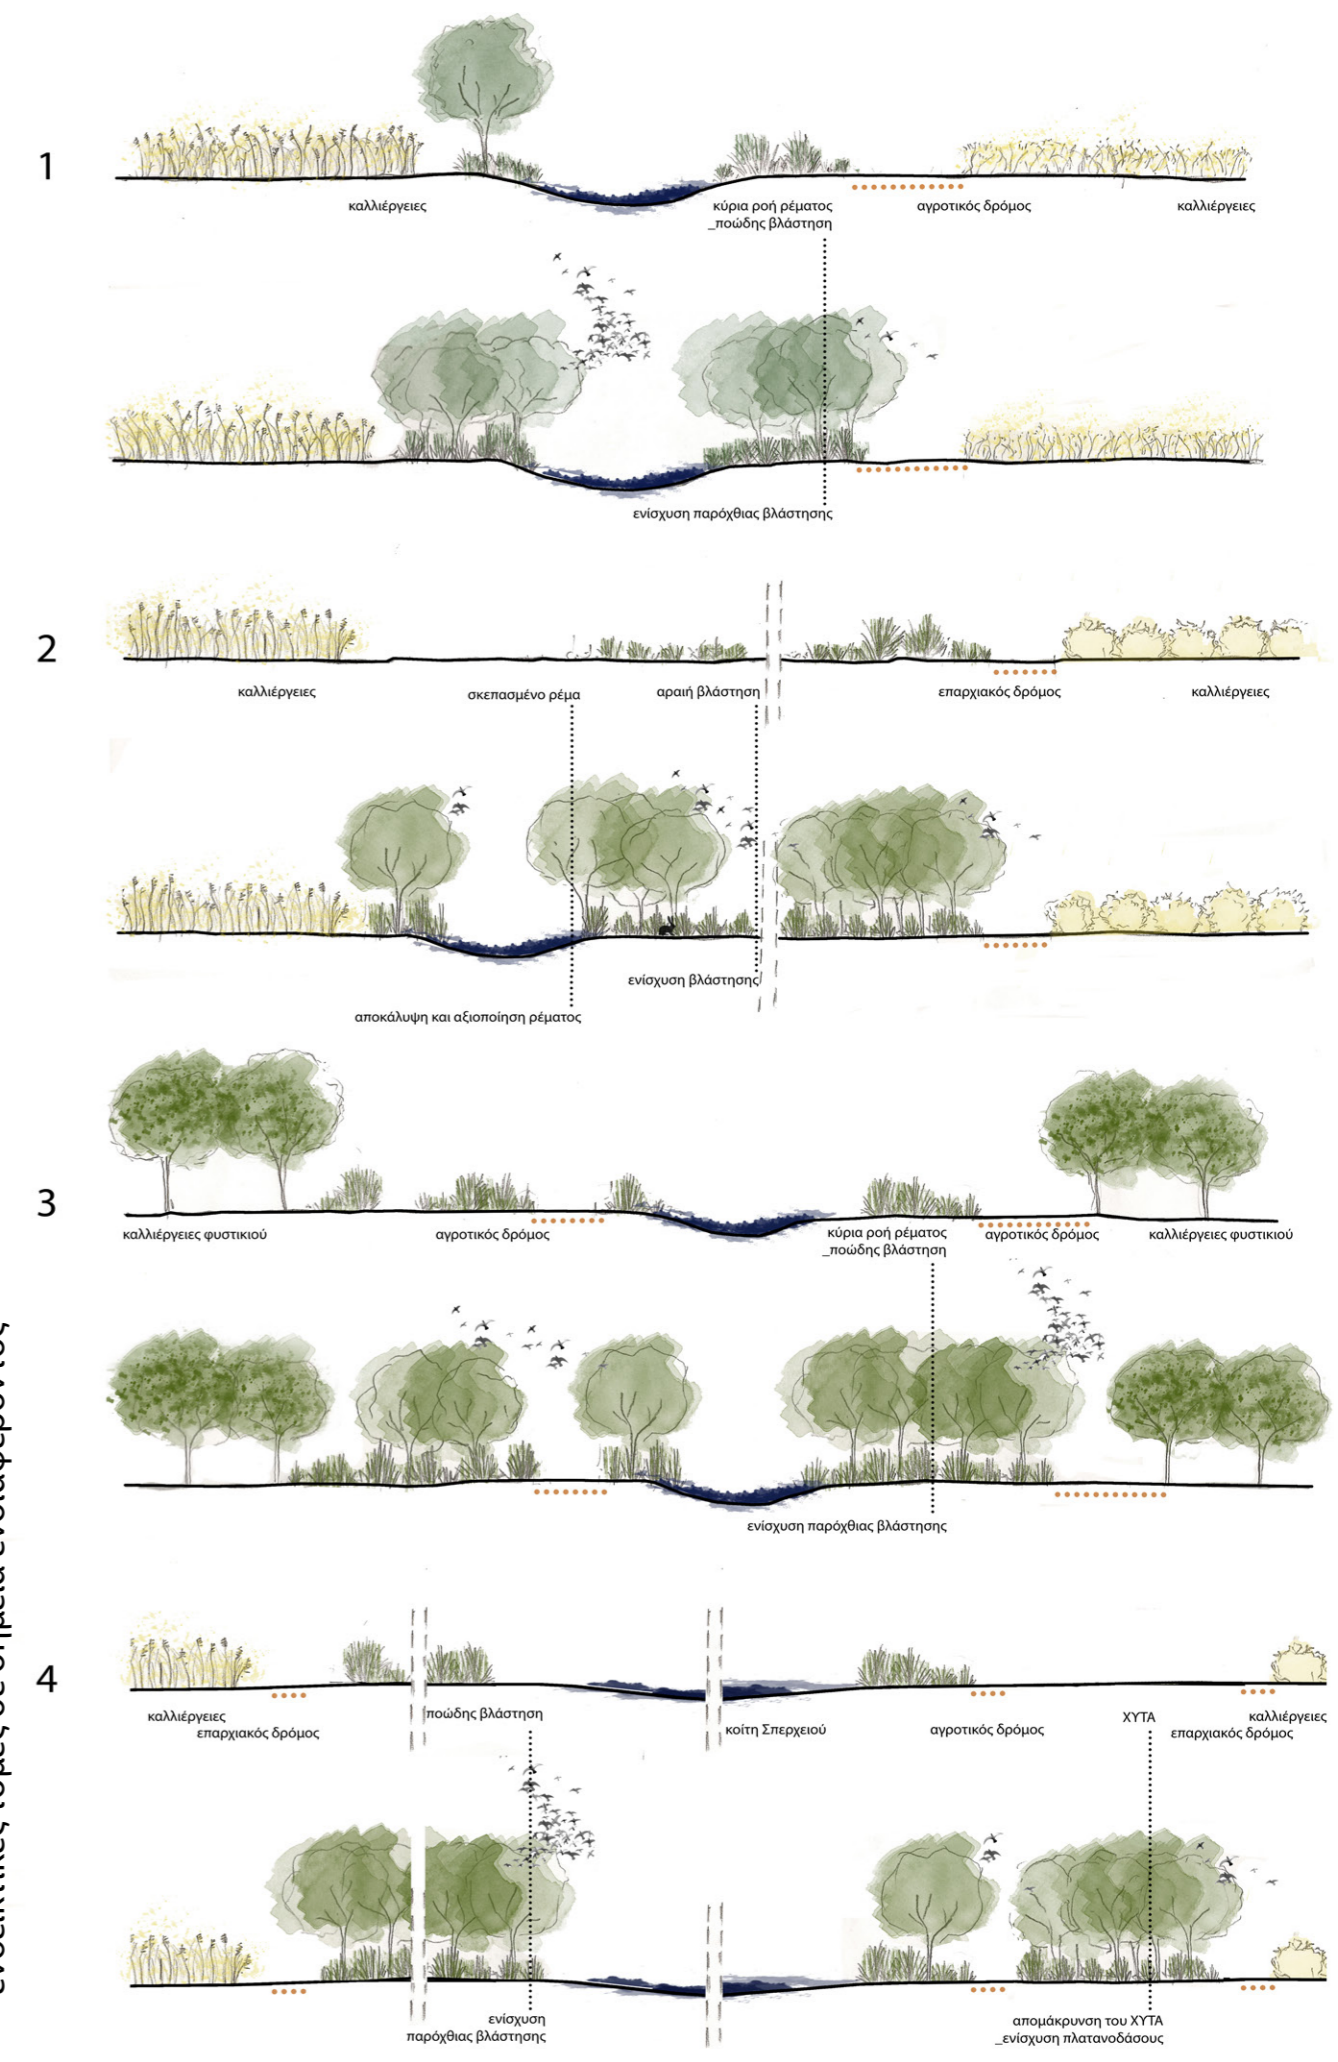 1
καλλιέργειες
κύρια ροή ρέματος
_ποώδης βλάστηση
αγροτικός δρόμος
καλλιέργειες
ενίσχυση παρόχθιας βλάστησης
2
καλλιέργειες
σκεπασμένο ρέμα
αραιή βλάστηση
επαρχιακός δρόμος
καλλιέργειες
ενίσχυση βλάστησης
αποκάλυψη και αξιοποίηση ρέματος
3
καλλιέργειες φυστικιού
αγροτικός δρόμος
κύρια ροή ρέματος
_ποώδης βλάστηση
αγροτικός δρόμος
καλλιέργειες φυστικιού
ενίσχυση παρόχθιας βλάστησης
4
καλλιέργειες
επαρχιακός δρόμος
ποώδης βλάστηση
κοίτη Σπερχειού
αγροτικός δρόμος
ΧΥΤΑ
επαρχιακός δρόμος
καλλιέργειες
ενίσχυση
παρόχθιας βλάστησης
απομάκρυνση του ΧΥΤΑ
_ενίσχυση πλατανοδάσους